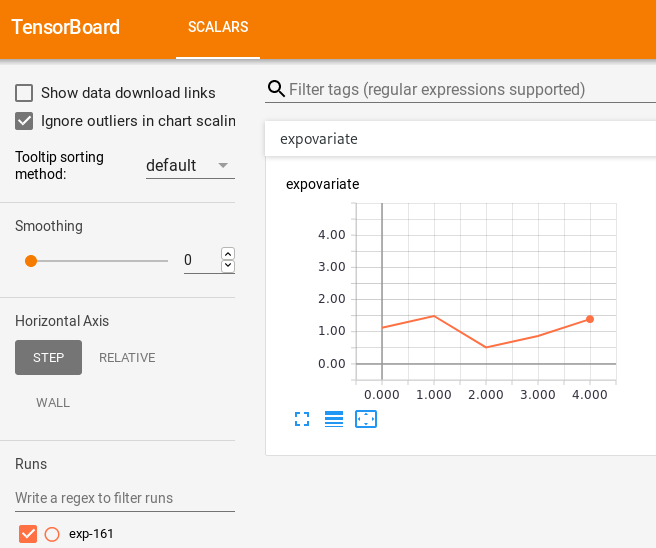 TensorBoard
SCALARS
Show data download links
Ignore outliers in chart scalin
Tooltip sorting
method:
default
Smoothing
0
Horizontal Axis
STEP
RELATIVE
WALL
Runs
Write a regex to filter runs
exp-161
Filter tags (regular expressions supported)
expovariate
expovariate
4.00
3.00
2.00
1.00
0.00
0.000 1.000 2.000 3.000 4.000